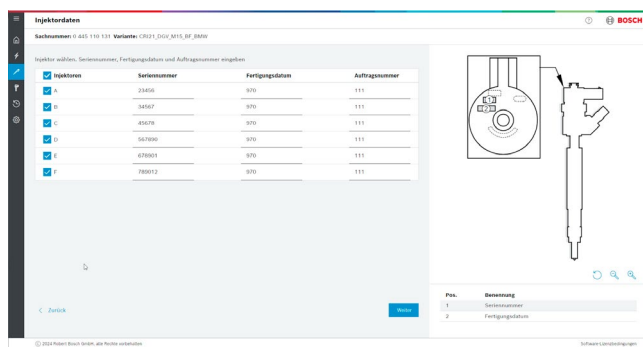 Injektordaten
BOSCH
Sachnummer: 0 445 110 131 Variante: CRI21_DGV_M15_RF_BMW
Injektor wählen, Seriennummer, Fertigungsdatum und Auftragsnummer eingeben
Injektoren Seriennummer Fertigungsdatum Auftragsnummer
A 23456 970 111
B 34567 970 111
C 45678 970 111
D 567890 970 111
E 678901 970 111
F 789012 970 111
1
2
Pos. Benennung
1 Seriennummer
2 Fertigungsdatum
Zurück
Weiter
© 2024 Robert Bosch GmbH, alle Rechte vorbehalten
Software-Lizenzbedingungen